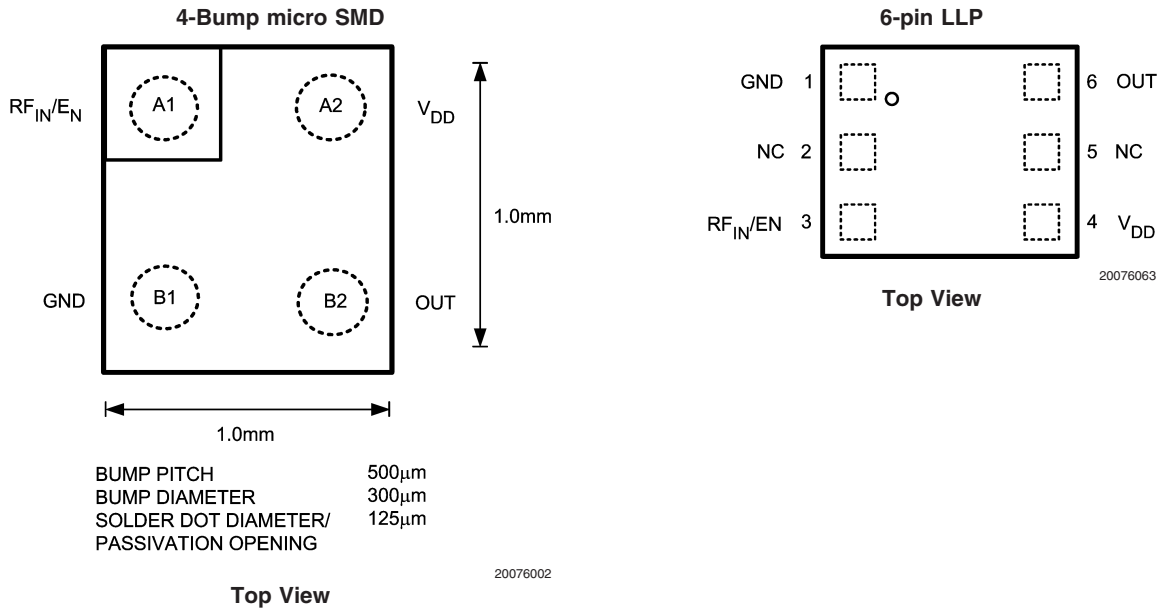 4-Bump micro SMD
RF_IN/E_N
A1
A2
V_DD
1.0mm
GND
B1
B2
OUT
1.0mm
BUMP PITCH 500μm
BUMP DIAMETER 300μm
SOLDER DOT DIAMETER/ 125μm
PASSIVATION OPENING
20076002
Top View
6-pin LLP
GND 1
6 OUT
NC 2
5 NC
RF_IN/EN 3
4 V_DD
20076063
Top View